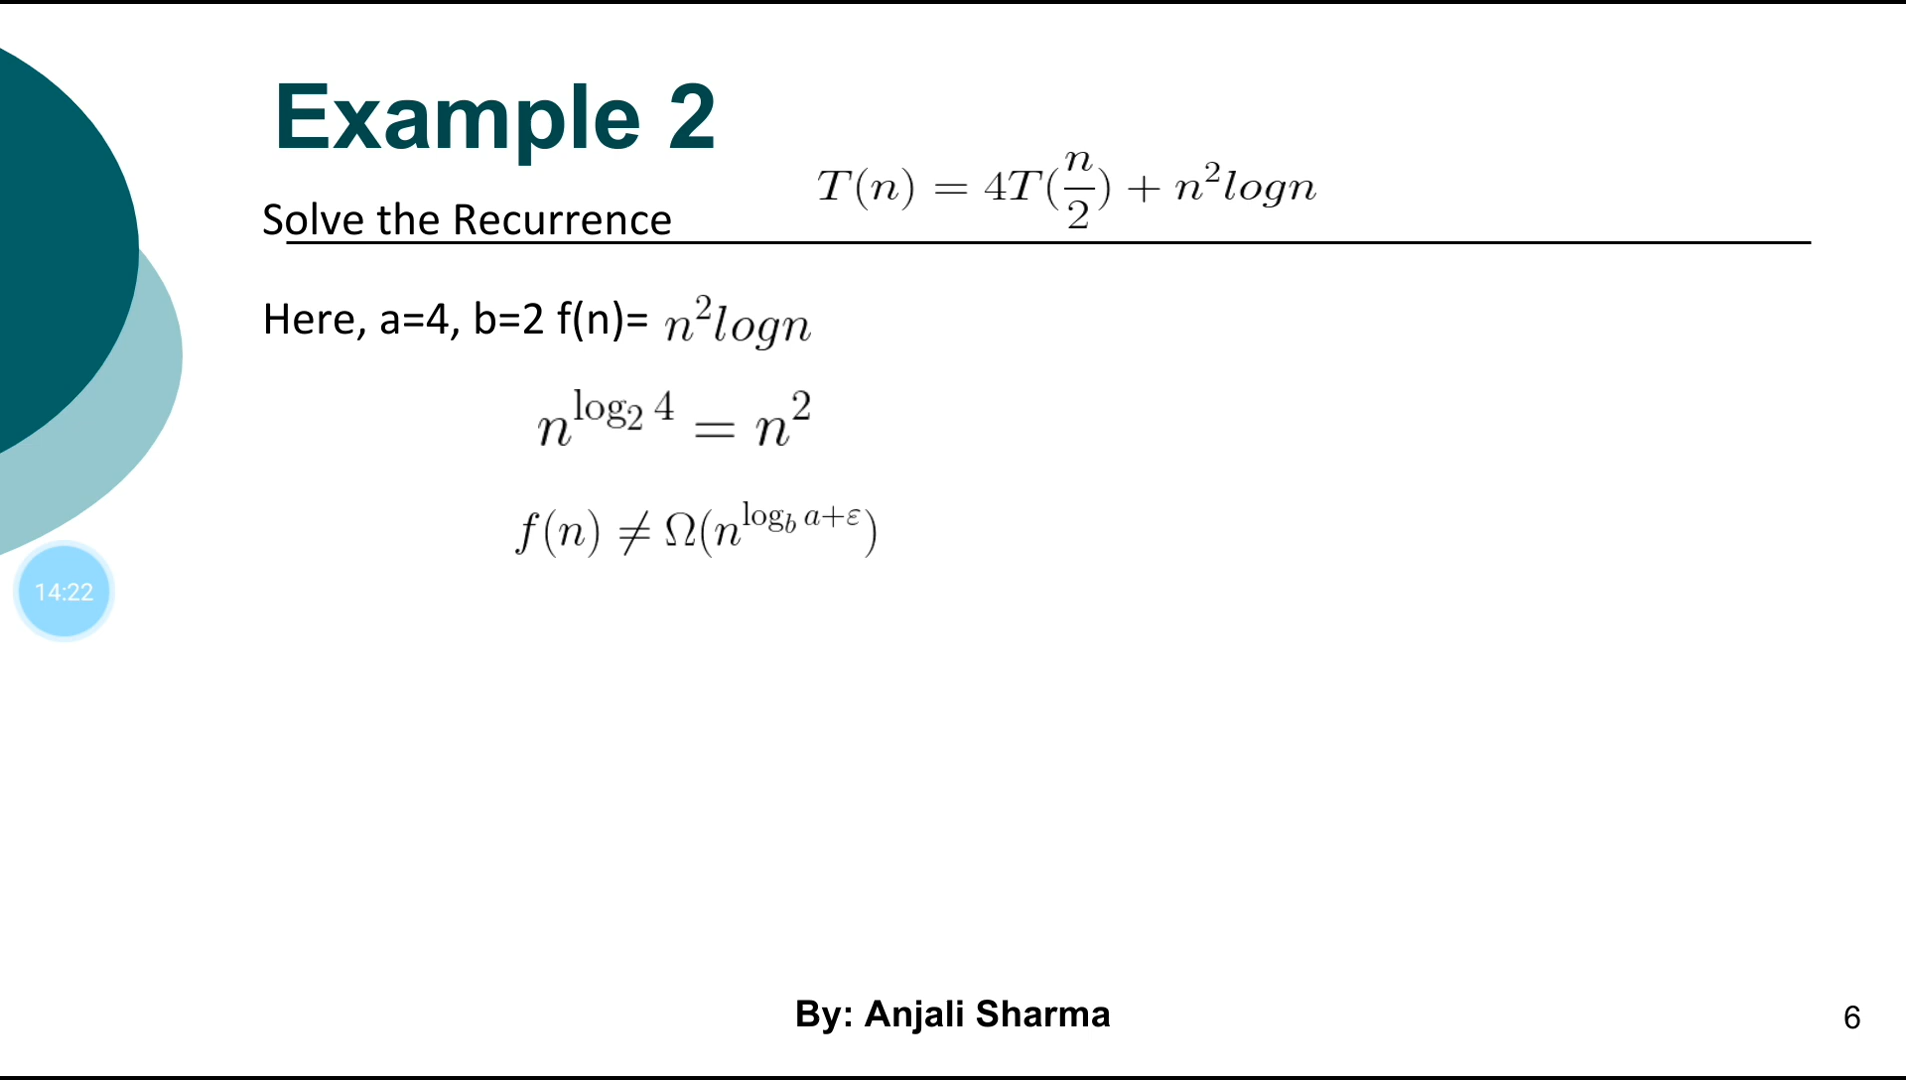 Example 2
Solve the Recurrence
T(n) = 4T(n/2) + n²logn
Here, a=4, b=2 f(n)= n²logn
n^{log₂ 4} = n²
f(n) ≠ Ω(n^{log_b a+ε})
14:22
By: Anjali Sharma
6